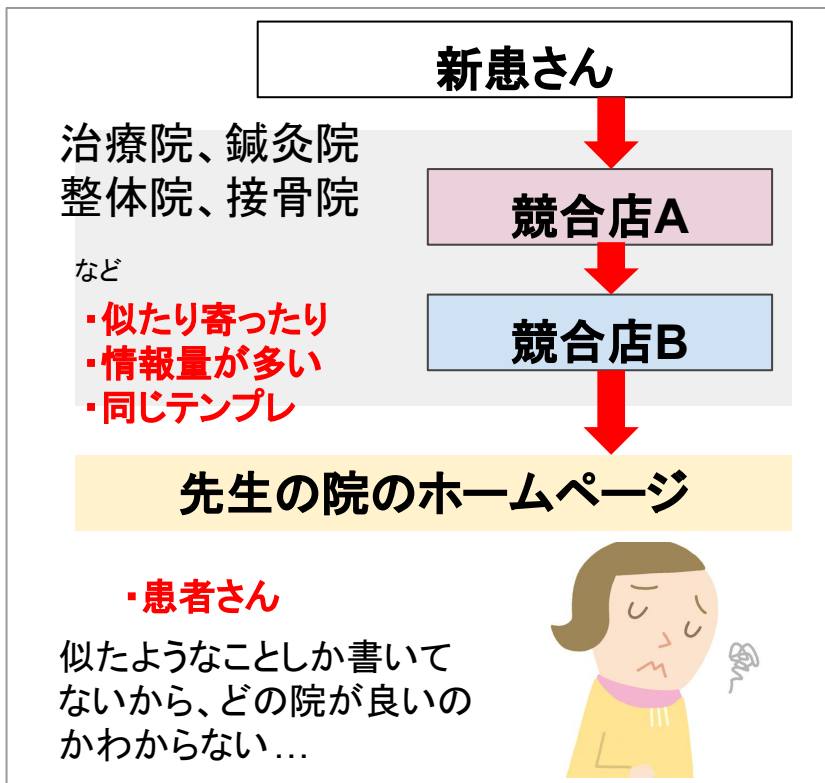 新患さん
治療院、鍼灸院
整体院、接骨院
など
・似たり寄ったり
・情報量が多い
・同じテンプレ
競合店A
競合店B
先生の院のホームページ
・患者さん
似たようなことしか書いて
ないから、どの院が良いの
かわからない…